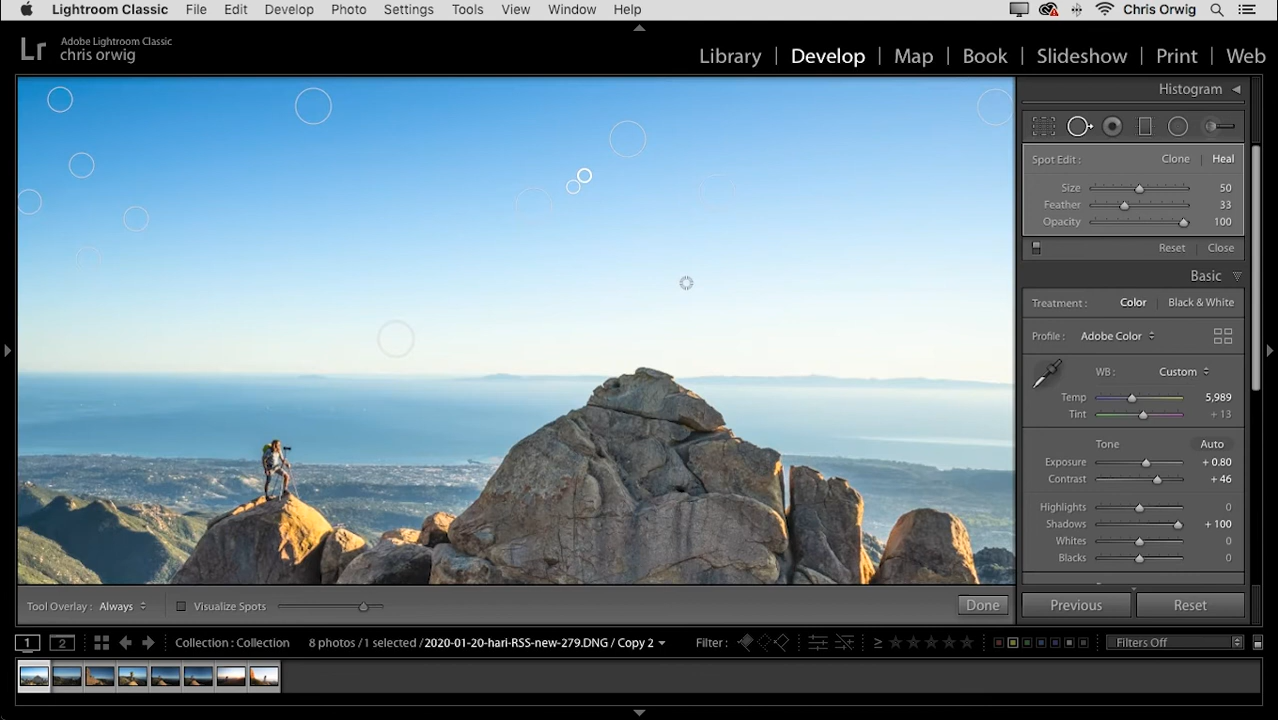 Lightroom Classic File Edit Develop Photo Settings Tools View Window Help Chris Orwig
Lr Adobe Lightroom Classic
chris orwig
Library | Develop | Map | Book | Slideshow | Print | Web
Histogram
Spot Edit : Clone | Heal
Size 50
Feather 33
Opacity 100
Reset Close
Basic
Treatment : Color | Black & White
Profile : Adobe Color
WB : Custom
Temp 5,989
Tint + 13
Tone Auto
Exposure + 0.80
Contrast + 46
Highlights 0
Shadows + 100
Whites 0
Blacks 0
Tool Overlay : Always Visualize Spots Done Previous Reset
1 2 Collection : Collection 8 photos / 1 selected / 2020-01-20-hari-RSS-new-279.DNG / Copy 2 Filter : ≥ Filters Off